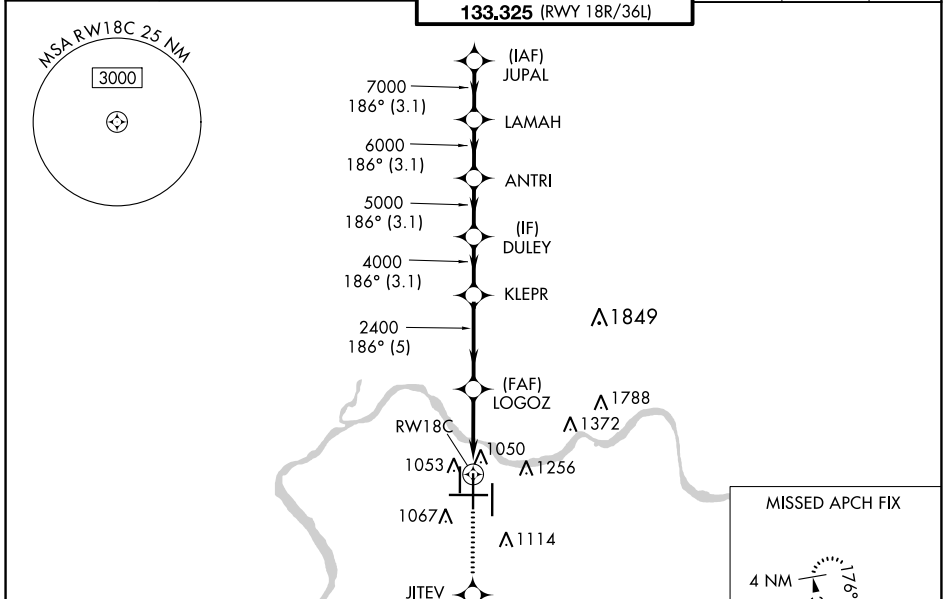 133.325 (RWY 18R/36L)
MSA RW18C 25 NM
3000
(IAF)
JUPAL
7000
186° (3.1)
LAMAH
6000
186° (3.1)
ANTRI
5000
186° (3.1)
(IF)
DULEY
4000
186° (3.1)
KLEPR
1849
2400
186° (5)
(FAF)
LOGOZ
1788
1372
RW18C
1050
1053
1256
1067
1114
MISSED APCH FIX
4 NM
176°
JITEV